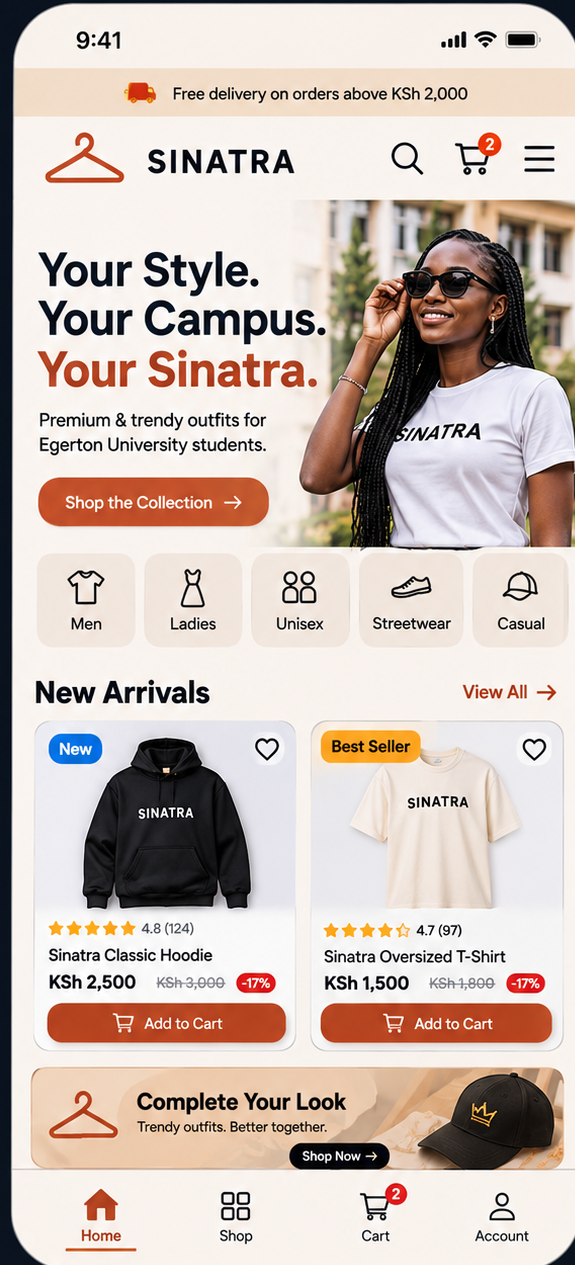 9:41
Free delivery on orders above KSh 2,000
SINATRA
2
Your Style.
Your Campus.
Your Sinatra.
Premium & trendy outfits for
Egerton University students.
SINATRA
Shop the Collection →
Men
Ladies
Unisex
Streetwear
Casual
New Arrivals
View All →
New
SINATRA
4.8 (124)
Sinatra Classic Hoodie
KSh 2,500 KSh 3,000 -17%
Add to Cart
Best Seller
SINATRA
4.7 (97)
Sinatra Oversized T-Shirt
KSh 1,500 KSh 1,800 -17%
Add to Cart
Complete Your Look
Trendy outfits. Better together.
Shop Now →
Home
Shop
2
Cart
Account